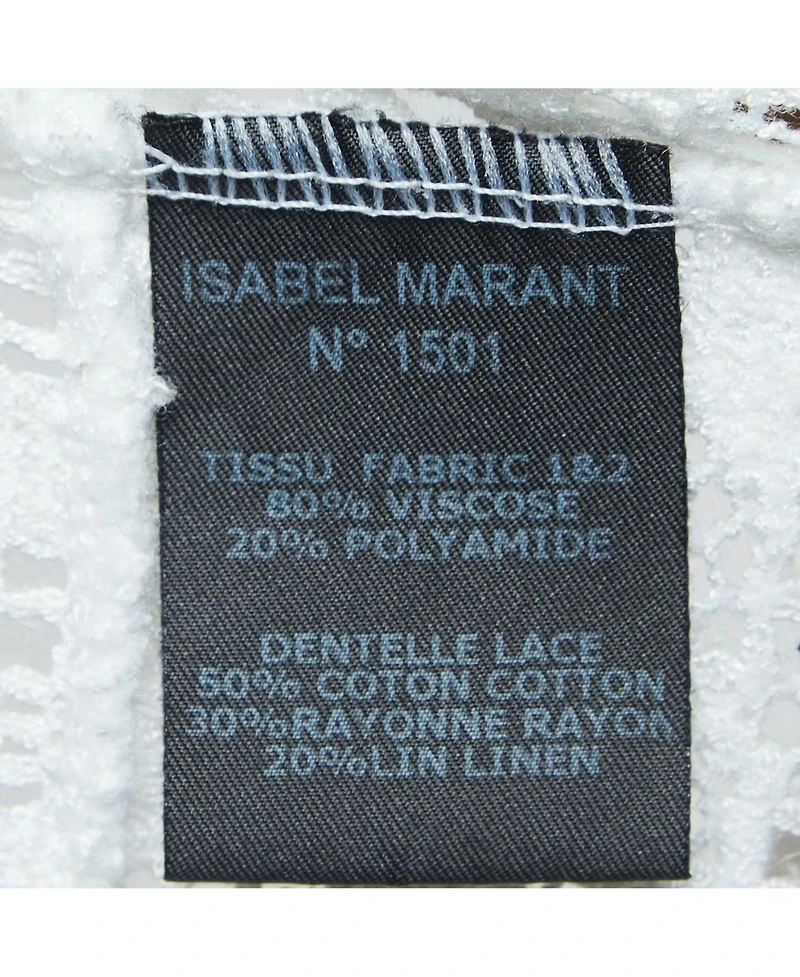 ISABEL MARANT
N° 1501
TISSU FABRIC 1&2
80% VISCOSE
20% POLYAMIDE
DENTELLE LACE
50% COTON COTTON
30%RAYONNE RAYON
20%LIN LINEN